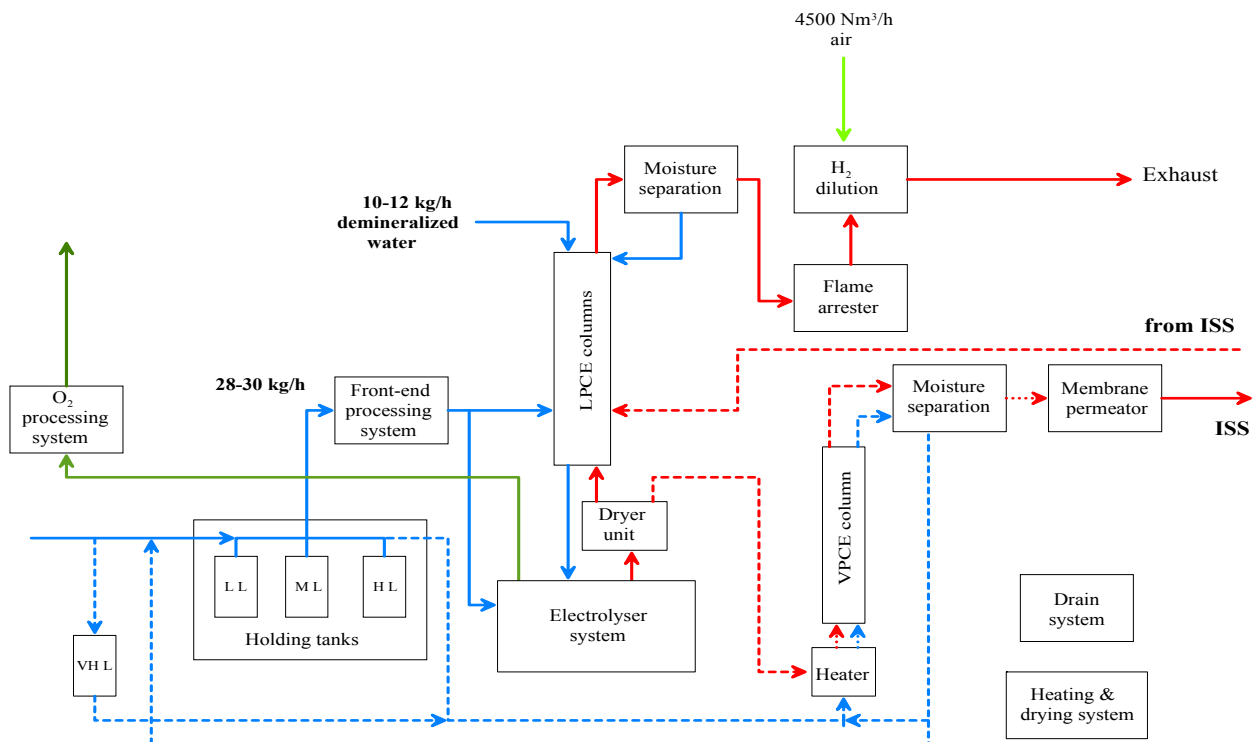 4500 Nm³/h
air
Moisture
separation
H₂
dilution
Exhaust
10-12 kg/h
demineralized
water
LPCE columns
Flame
arrester
from ISS
28-30 kg/h
Front-end
processing
system
O₂
processing
system
Moisture
separation
Membrane
permeator
ISS
VPCE column
Dryer
unit
L L
M L
H L
Holding tanks
Electrolyser
system
Drain
system
VH L
Heater
Heating &
drying system